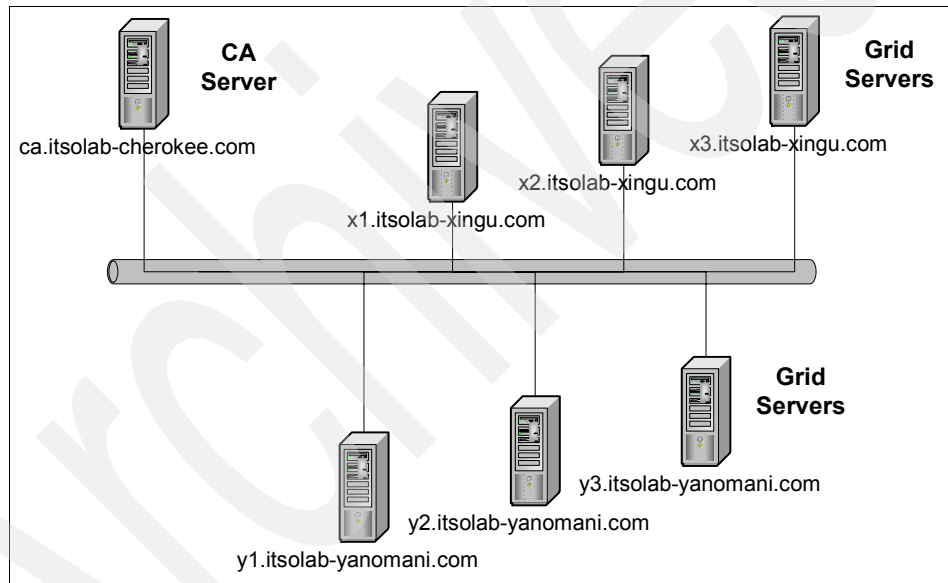 CA
Server
Grid
Servers
ca.itsolab-cherokee.com
x1.itsolab-xingu.com
x2.itsolab-xingu.com
x3.itsolab-xingu.com
Grid
Servers
y1.itsolab-yanomani.com
y2.itsolab-yanomani.com
y3.itsolab-yanomani.com